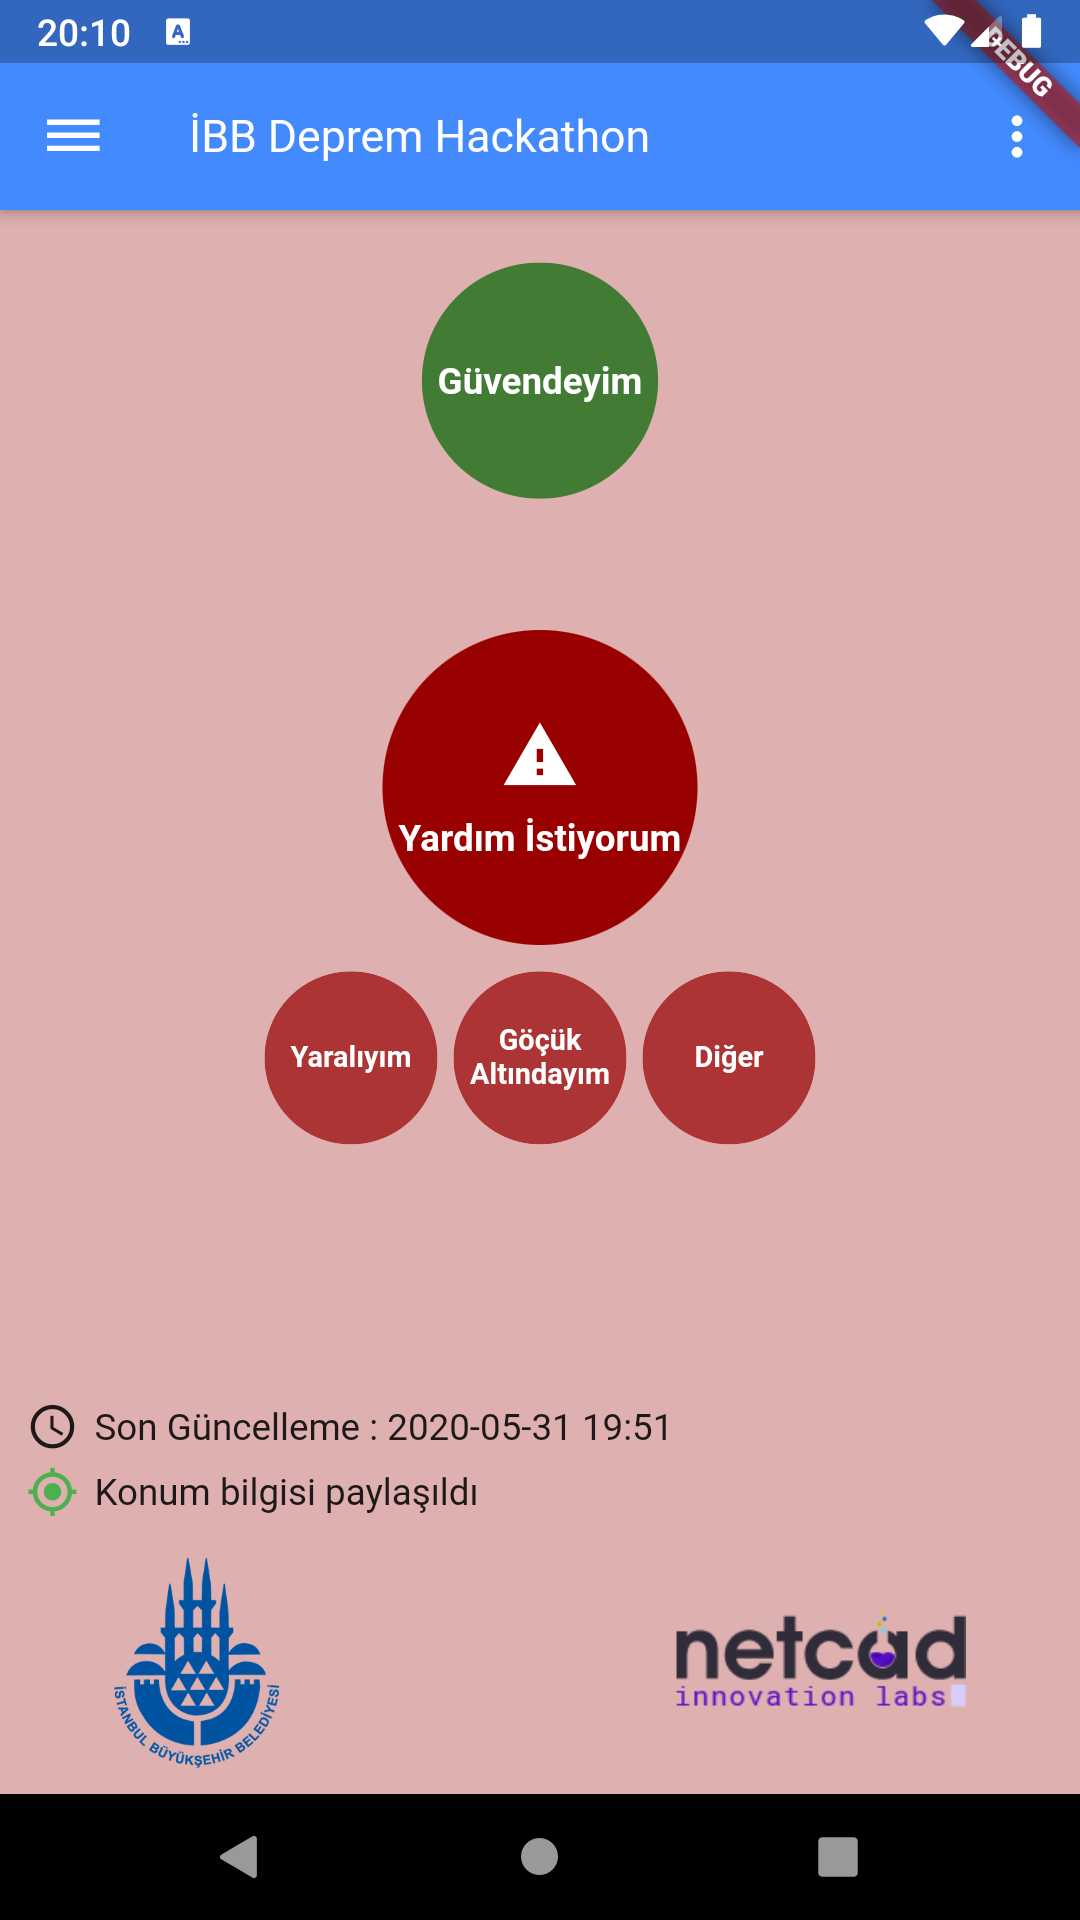 20:10
DEBUG
İBB Deprem Hackathon
Güvendeyim
Yardım İstiyorum
Yaralıyım
Göçük
Altındayım
Diğer
Son Güncelleme : 2020-05-31 19:51
Konum bilgisi paylaşıldı
İSTANBUL BÜYÜKŞEHİR BELEDİYESİ
netcad
innovation labs